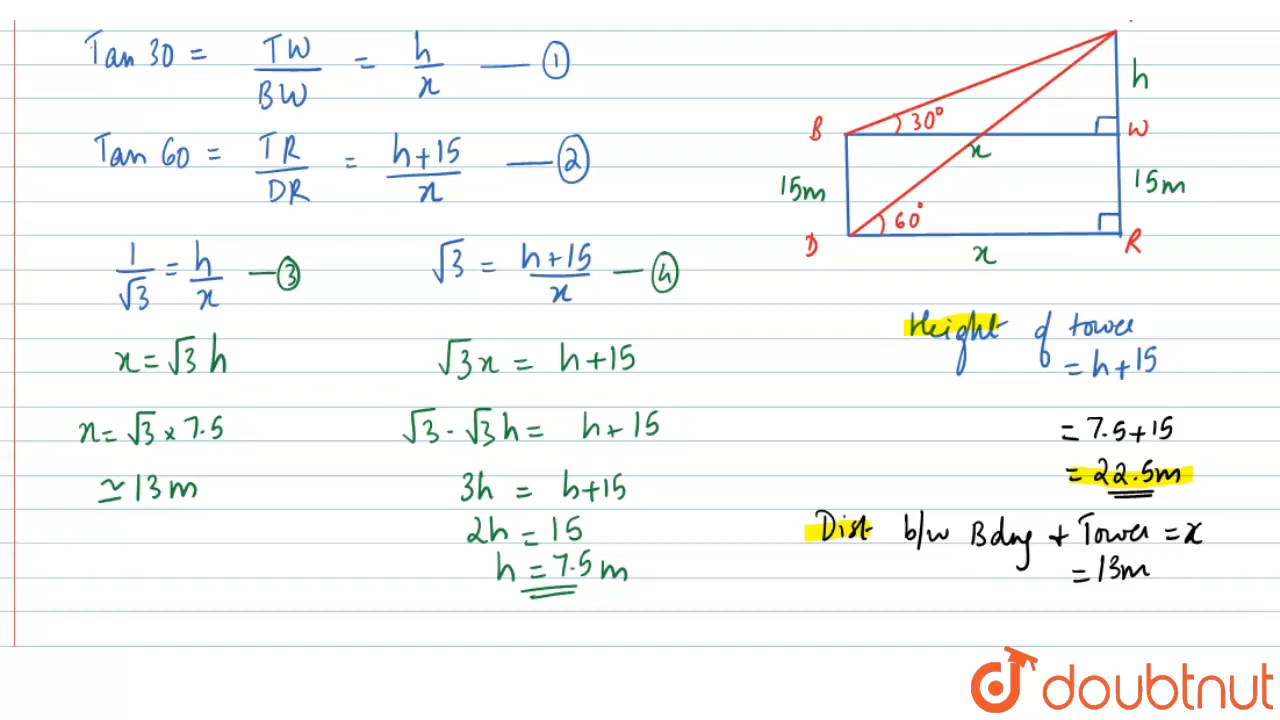 Tan 30 = TW/BW = h/x — ①
Tan 60 = TR/DR = h+15/x — ②
1/√3 = h/x — ③
√3 = h+15/x — ④
x = √3 h
√3x = h+15
x = √3 × 7.5
√3 · √3h = h+15
≃ 13 m
3h = h+15
2h = 15
h = 7.5 m
h
B
30°
W
x
15m
15m
60°
D
x
R
Height of tower
= h+15
= 7.5+15
= 22.5m
Dist b/w Bdng + Tower = x
= 13m
doubtnut